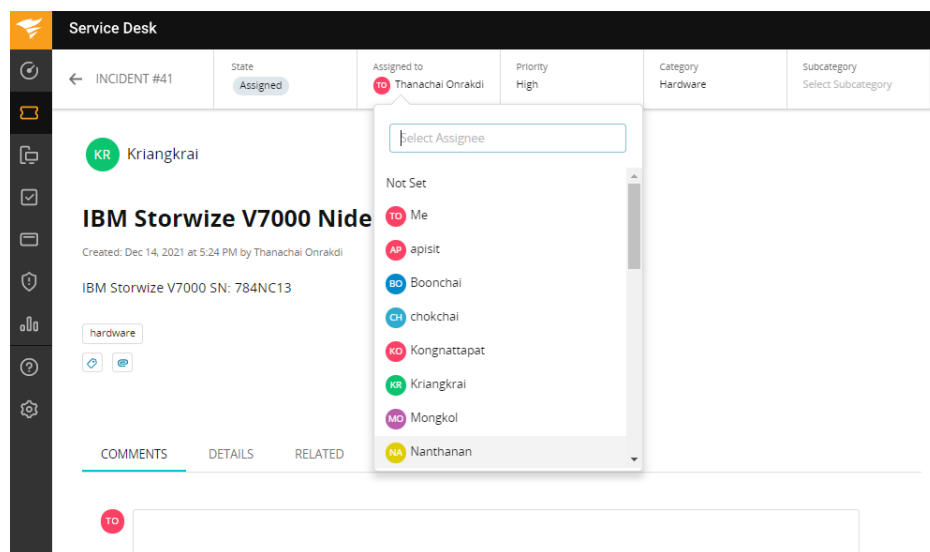 Service Desk
INCIDENT #41
State
Assigned
Assigned to
TO Thanachai Onrakdi
Priority
High
Category
Hardware
Subcategory
Select Subcategory
KR Kriangkrai
IBM Storwize V7000 Nide
Created: Dec 14, 2021 at 5:24 PM by Thanachai Onrakdi
IBM Storwize V7000 SN: 784NC13
hardware
Select Assignee
Not Set
TO Me
AP apisit
BO Boonchai
CH chokchai
KO Kongnattapat
KR Kriangkrai
MO Mongkol
NA Nanthanan
COMMENTS DETAILS RELATED
TO